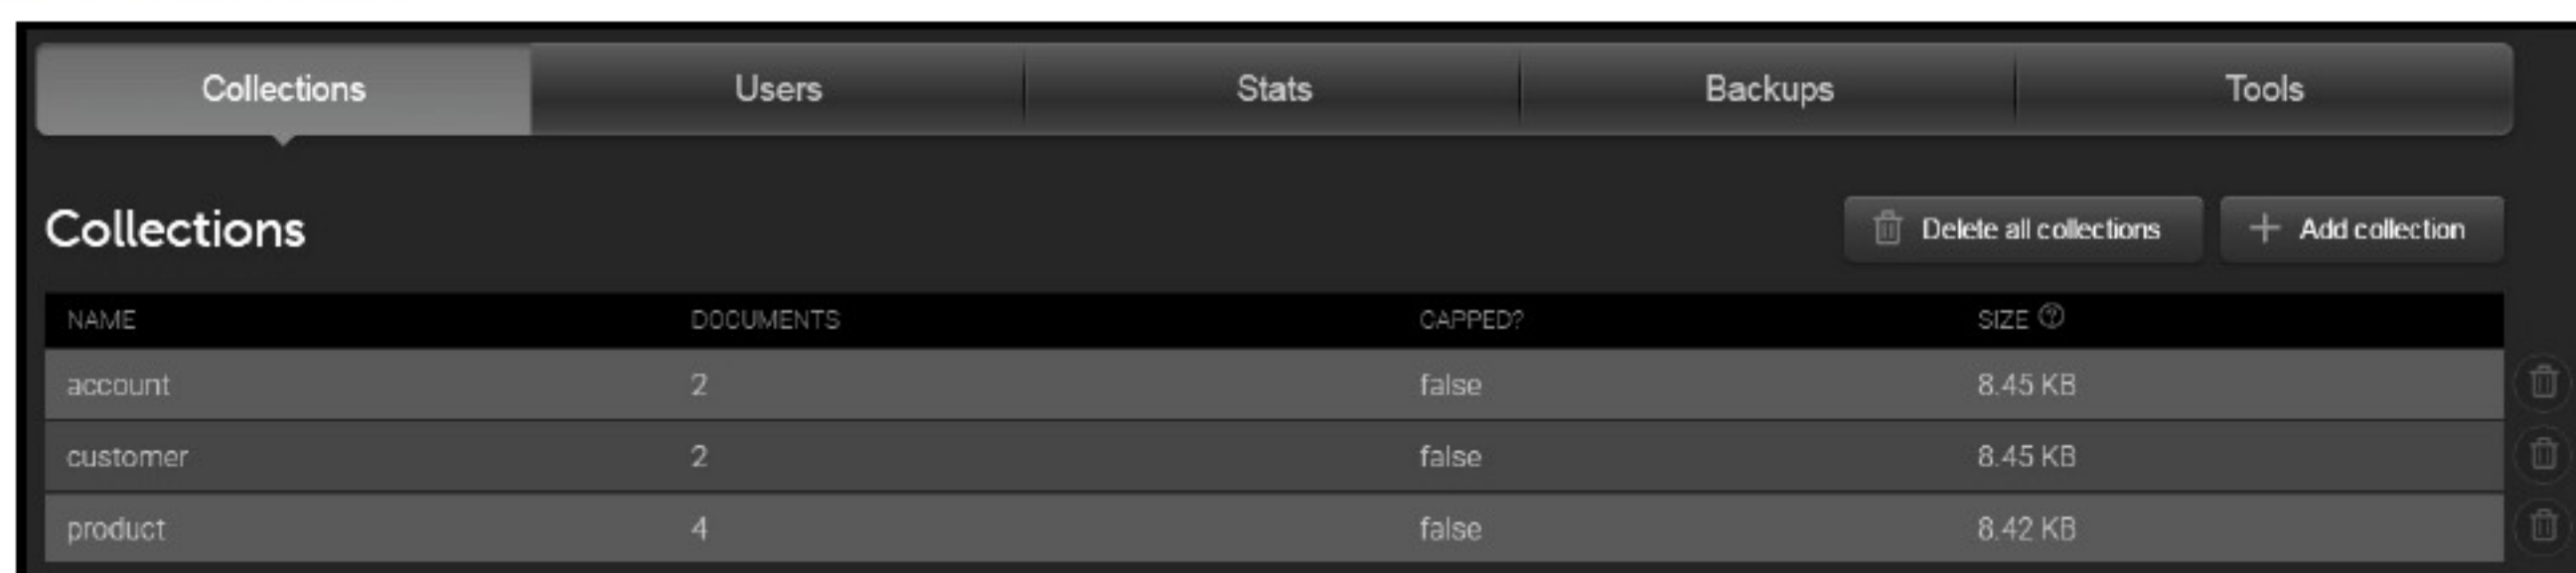 Collections Users Stats Backups Tools
Collections Delete all collections Add collection
NAME DOCUMENTS CAPPED? SIZE ?
account 2 false 8.45 KB
customer 2 false 8.45 KB
product 4 false 8.42 KB